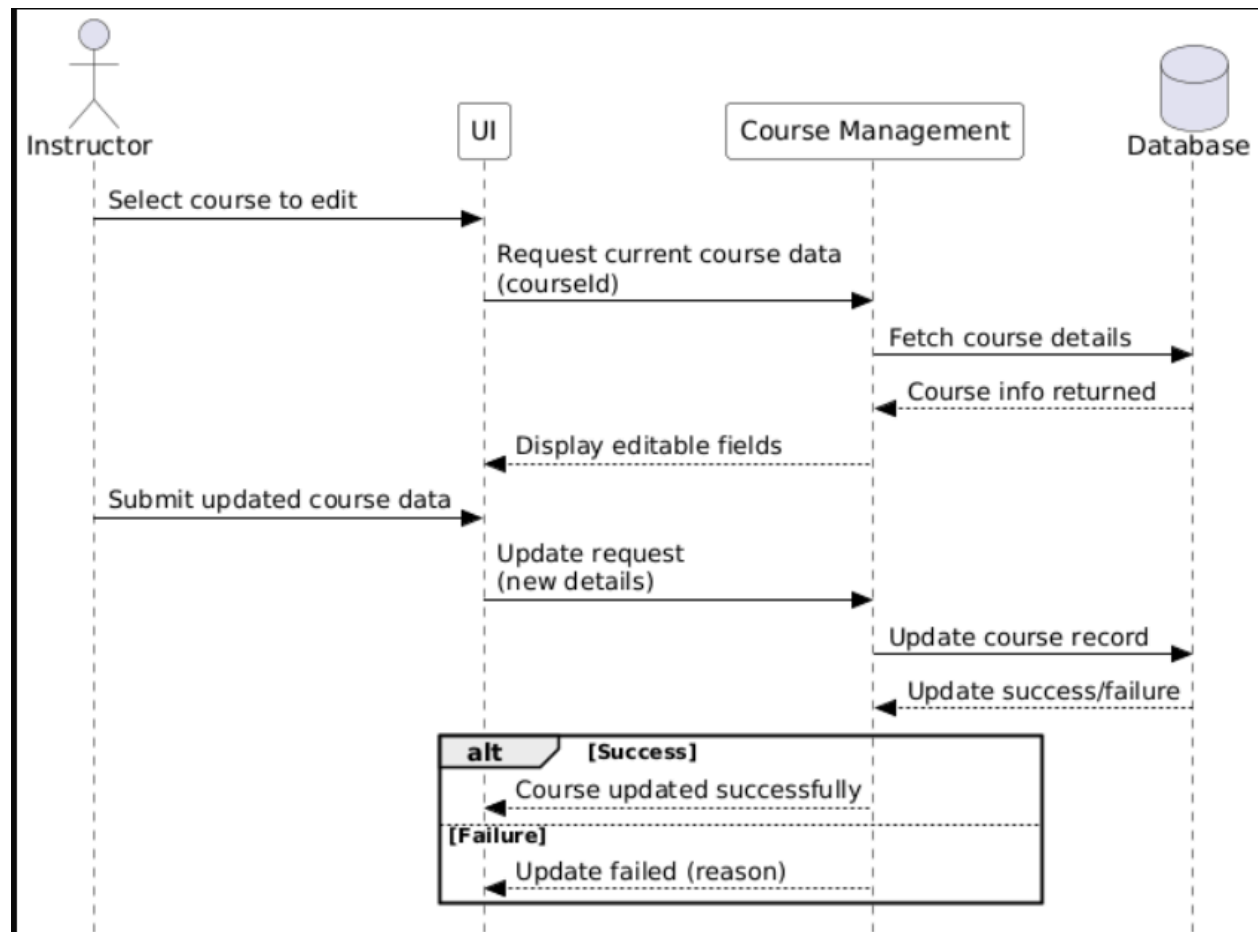 Instructor
UI
Course Management
Database
Select course to edit
Request current course data
(courseId)
Fetch course details
Course info returned
Display editable fields
Submit updated course data
Update request
(new details)
Update course record
Update success/failure
alt [Success]
Course updated successfully
[Failure]
Update failed (reason)